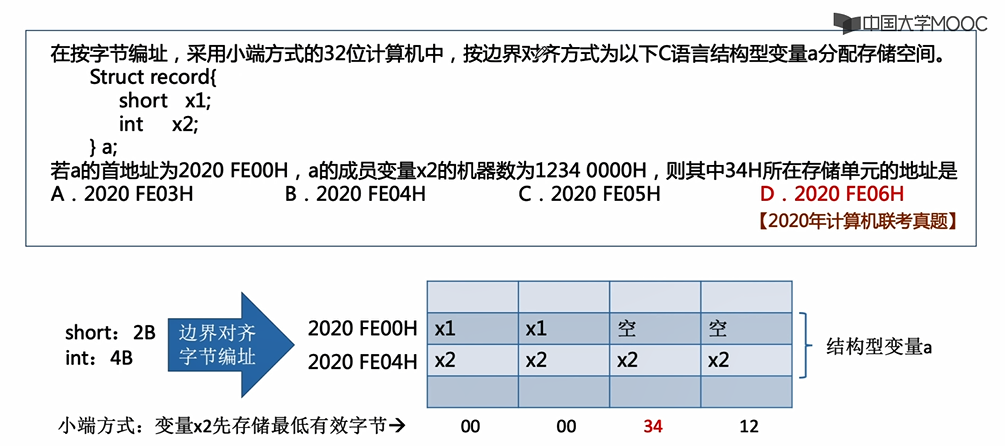 中国大学MOOC
在按字节编址，采用小端方式的32位计算机中，按边界对齐方式为以下C语言结构型变量a分配存储空间。
Struct record{
short x1;
int x2;
} a;
若a的首地址为2020 FE00H，a的成员变量x2的机器数为1234 0000H，则其中34H所在存储单元的地址是
A．2020 FE03H B．2020 FE04H C．2020 FE05H D．2020 FE06H
【2020年计算机联考真题】
short：2B
int：4B
边界对齐
字节编址
2020 FE00H x1 x1 空 空
2020 FE04H x2 x2 x2 x2
结构型变量a
小端方式：变量x2先存储最低有效字节→ 00 00 34 12